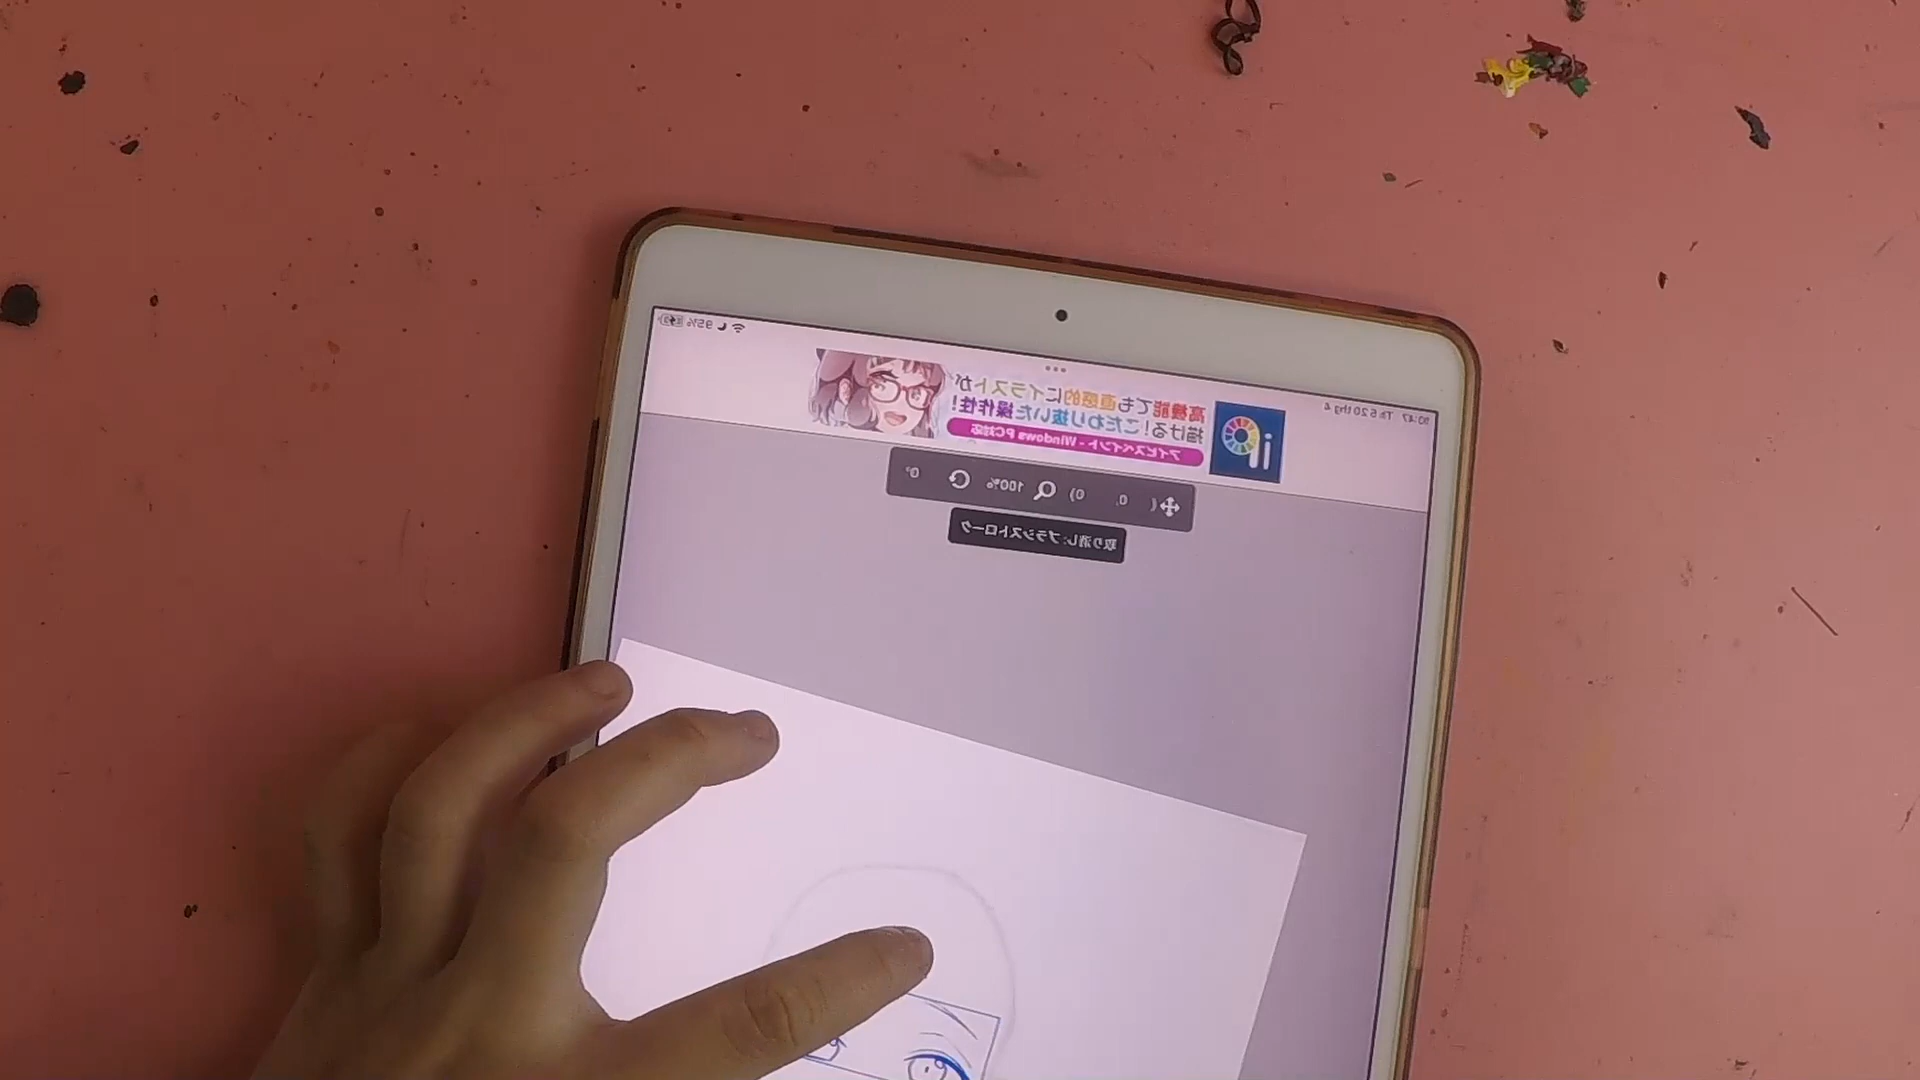 10:47 Th 5 20 thg 4
95%
高機能でも直感的にイラストが
描ける!こだわり抜いた操作性!
アイビスペイント - Windows PC対応
( 0, 0) 100% 0°
取り消し: ブラシストローク